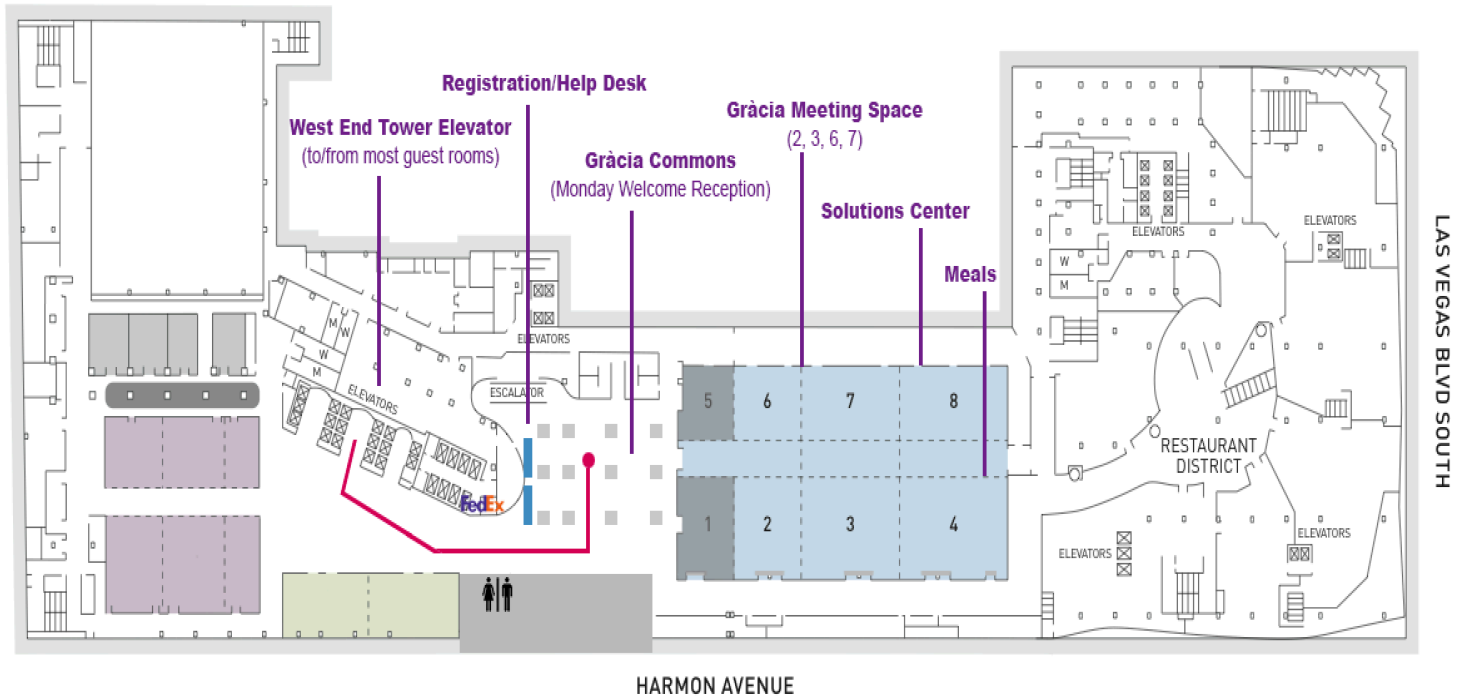 Registration/Help Desk
West End Tower Elevator
(to/from most guest rooms)
Gràcia Commons
(Monday Welcome Reception)
Gràcia Meeting Space
(2, 3, 6, 7)
Solutions Center
Meals
ELEVATORS
ELEVATORS
W
M
LAS VEGAS BLVD SOUTH
M
W
W
M
ELEVATORS
ELEVATORS
ESCALATOR
5
6
7
8
RESTAURANT
DISTRICT
FedEx
1
2
3
4
ELEVATORS
ELEVATORS
HARMON AVENUE